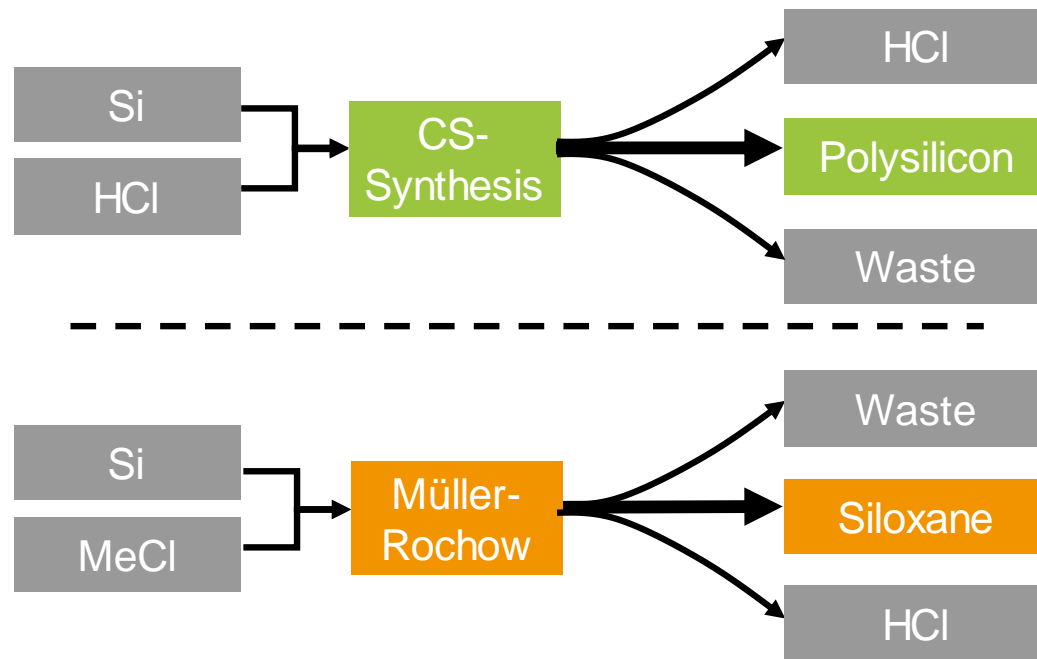 Si
HCl
CS-
Synthesis
HCl
Polysilicon
Waste
Si
MeCl
Müller-
Rochow
Waste
Siloxane
HCl